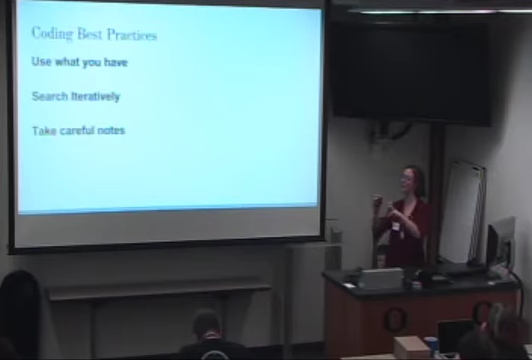 Coding Best Practices
Use what you have
Search Iteratively
Take careful notes
O
O